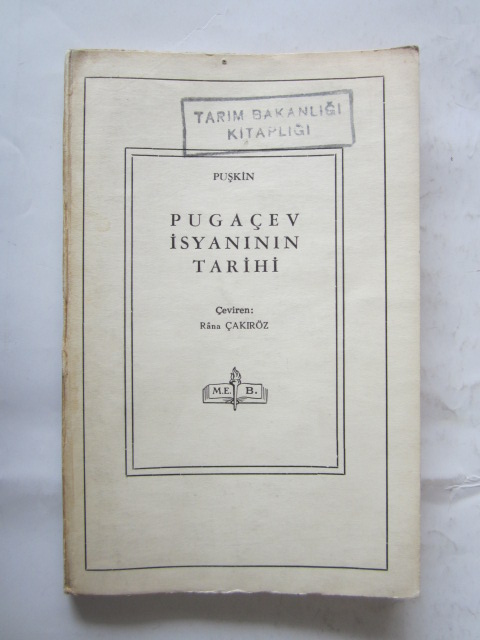 TARIM BAKANLIĞI
KİTAPLIĞI
PUŞKİN
PUGAÇEV
İSYANININ
TARİHİ
Çeviren:
Râna ÇAKIRÖZ
M.E. B.